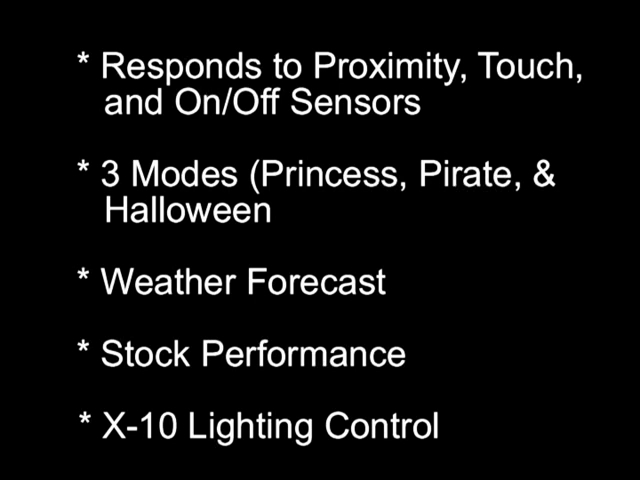 * Responds to Proximity, Touch,
and On/Off Sensors
* 3 Modes (Princess, Pirate, &
Halloween
* Weather Forecast
* Stock Performance
* X-10 Lighting Control